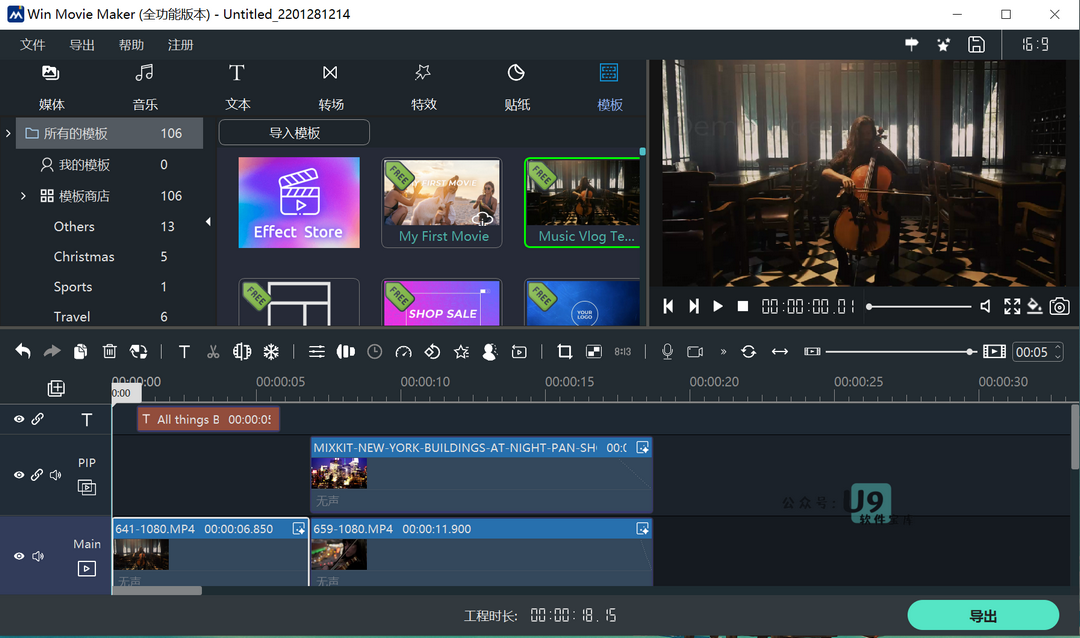 Win Movie Maker (全功能版本) - Untitled_2201281214
文件 导出 帮助 注册 16:9
媒体 音乐 文本 转场 特效 贴纸 模板
所有的模板 106
我的模板 0
模板商店 106
Others 13
Christmas 5
Sports 1
Travel 6
导入模板
Effect Store
FREE
MY FIRST MOVIE
My First Movie
FREE
Music Vlog Te...
FREE
FREE
SHOP SALE
FREE
YOUR LOGO
Demo
00:00:00.01
8:13
00:05
00:00:00 00:00:05 00:00:10 00:00:15 00:00:20 00:00:25 00:00:30
0:00
T
T All things B 00:00:05
PIP
MIXKIT-NEW-YORK-BUILDINGS-AT-NIGHT-PAN-SH 00:0
无声
公众号:
U9
软件宝库
Main
641-1080.MP4 00:00:06.850
无声
659-1080.MP4 00:00:11.900
无声
工程时长: 00:00:18.15
导出